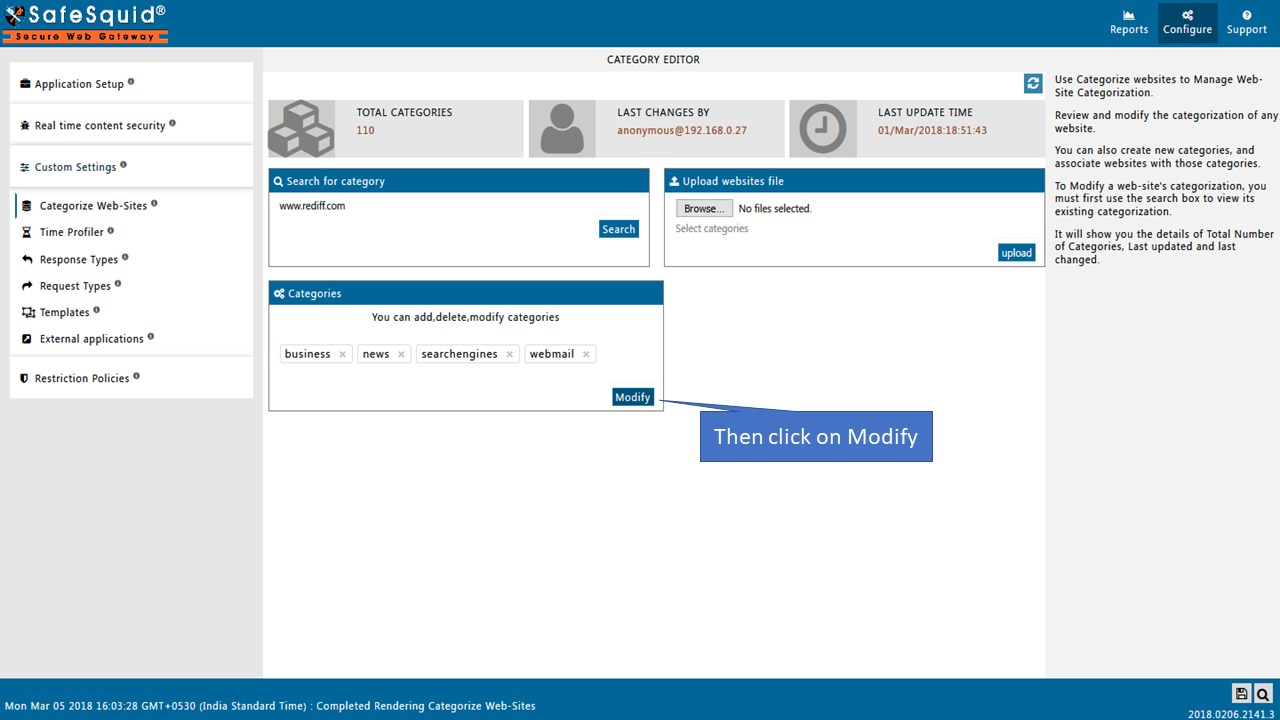 SafeSquid®
Secure Web Gateway
Reports
Configure
Support
Application Setup
Real time content security
Custom Settings
Categorize Web-Sites
Time Profiler
Response Types
Request Types
Templates
External applications
Restriction Policies
CATEGORY EDITOR
TOTAL CATEGORIES
110
LAST CHANGES BY
anonymous@192.168.0.27
LAST UPDATE TIME
01/Mar/2018:18:51:43
Search for category
www.rediff.com
Search
Upload websites file
Browse... No files selected.
Select categories
upload
Categories
You can add,delete,modify categories
business × news × searchengines × webmail ×
Modify
Then click on Modify
Use Categorize websites to Manage Web-
Site Categorization.
Review and modify the categorization of any
website.
You can also create new categories, and
associate websites with those categories.
To Modify a web-site's categorization, you
must first use the search box to view its
existing categorization.
It will show you the details of Total Number
of Categories, Last updated and last
changed.
Mon Mar 05 2018 16:03:28 GMT+0530 (India Standard Time) : Completed Rendering Categorize Web-Sites
2018.0206.2141.3